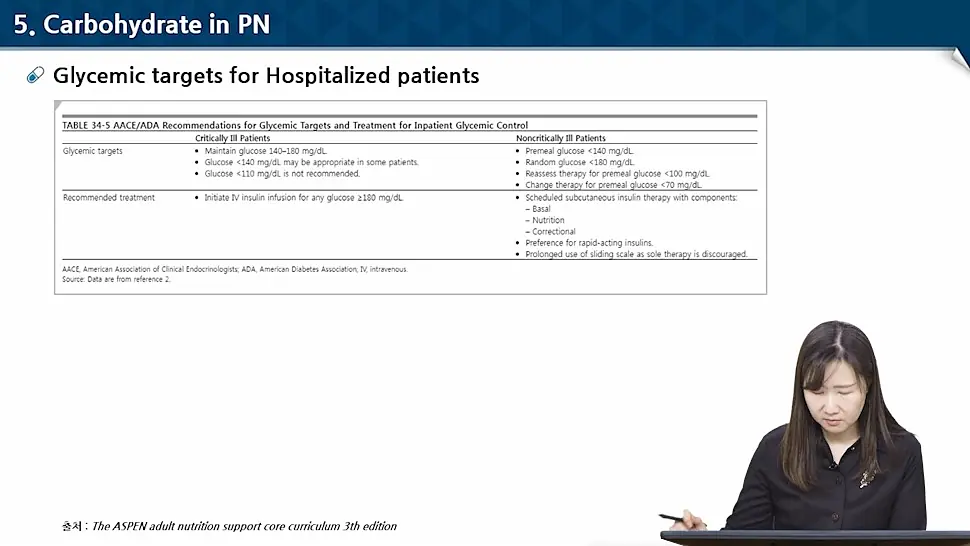 5. Carbohydrate in PN
Glycemic targets for Hospitalized patients
TABLE 34-5 AACE/ADA Recommendations for Glycemic Targets and Treatment for Inpatient Glycemic Control
Critically Ill Patients Noncritically Ill Patients
Glycemic targets • Maintain glucose 140–180 mg/dL. • Premeal glucose <140 mg/dL.
• Glucose <140 mg/dL may be appropriate in some patients. • Random glucose <180 mg/dL.
• Glucose <110 mg/dL is not recommended. • Reassess therapy for premeal glucose <100 mg/dL.
• Change therapy for premeal glucose <70 mg/dL.
Recommended treatment • Initiate IV insulin infusion for any glucose ≥180 mg/dL. • Scheduled subcutaneous insulin therapy with components:
– Basal
– Nutrition
– Correctional
• Preference for rapid-acting insulins.
• Prolonged use of sliding scale as sole therapy is discouraged.
AACE, American Association of Clinical Endocrinologists; ADA, American Diabetes Association; IV, intravenous.
Source: Data are from reference 2.
출처 : The ASPEN adult nutrition support core curriculum 3th edition